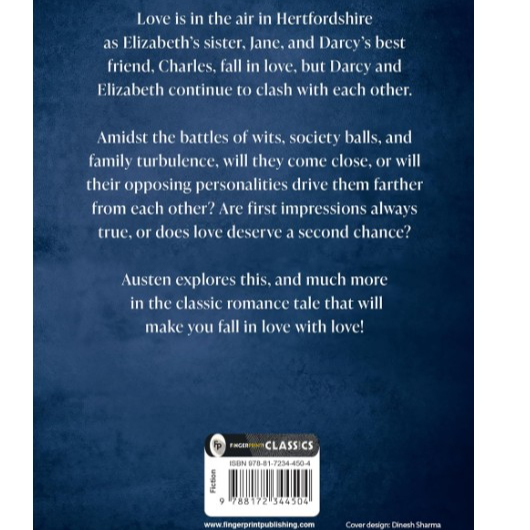 Love is in the air in Hertfordshire
as Elizabeth's sister, Jane, and Darcy's best
friend, Charles, fall in love, but Darcy and
Elizabeth continue to clash with each other.
Amidst the battles of wits, society balls, and
family turbulence, will they come close, or will
their opposing personalities drive them farther
from each other? Are first impressions always
true, or does love deserve a second chance?
Austen explores this, and much more
in the classic romance tale that will
make you fall in love with love!
FP FINGERPRINT! CLASSICS
ISBN 978-81-7234-450-4
Fiction
9 788172 344504
www.fingerprintpublishing.com
Cover design: Dinesh Sharma